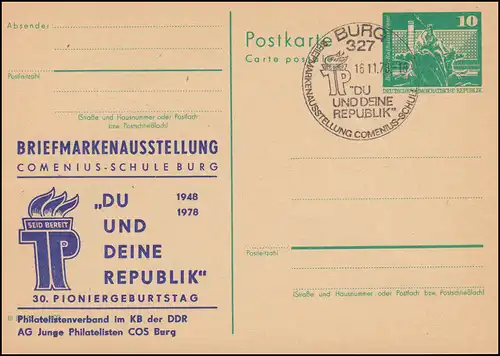 Absender:
Postleitzahl
(Straße und Hausnummer oder Postfach
bzw. Postschließfach)
BRIEFMARKENAUSSTELLUNG
COMENIUS-SCHULE BURG
SEID BEREIT
JP
„DU
UND
DEINE
REPUBLIK"
1948
1978
30. PIONIERGEBURTSTAG
Philatelistenverband im KB der DDR
AG Junge Philatelisten COS Burg
Postkarte
Carte postale
BURG
327
16.11.78
„DU
UND DEINE
REPUBLIK"
BRIEFMARKENAUSSTELLUNG COMENIUS-SCHULE
10
DEUTSCHE DEMOKRATISCHE REPUBLIK
Postleitzahl
(Straße und Hausnummer oder Postfach bzw. Postschließfach)